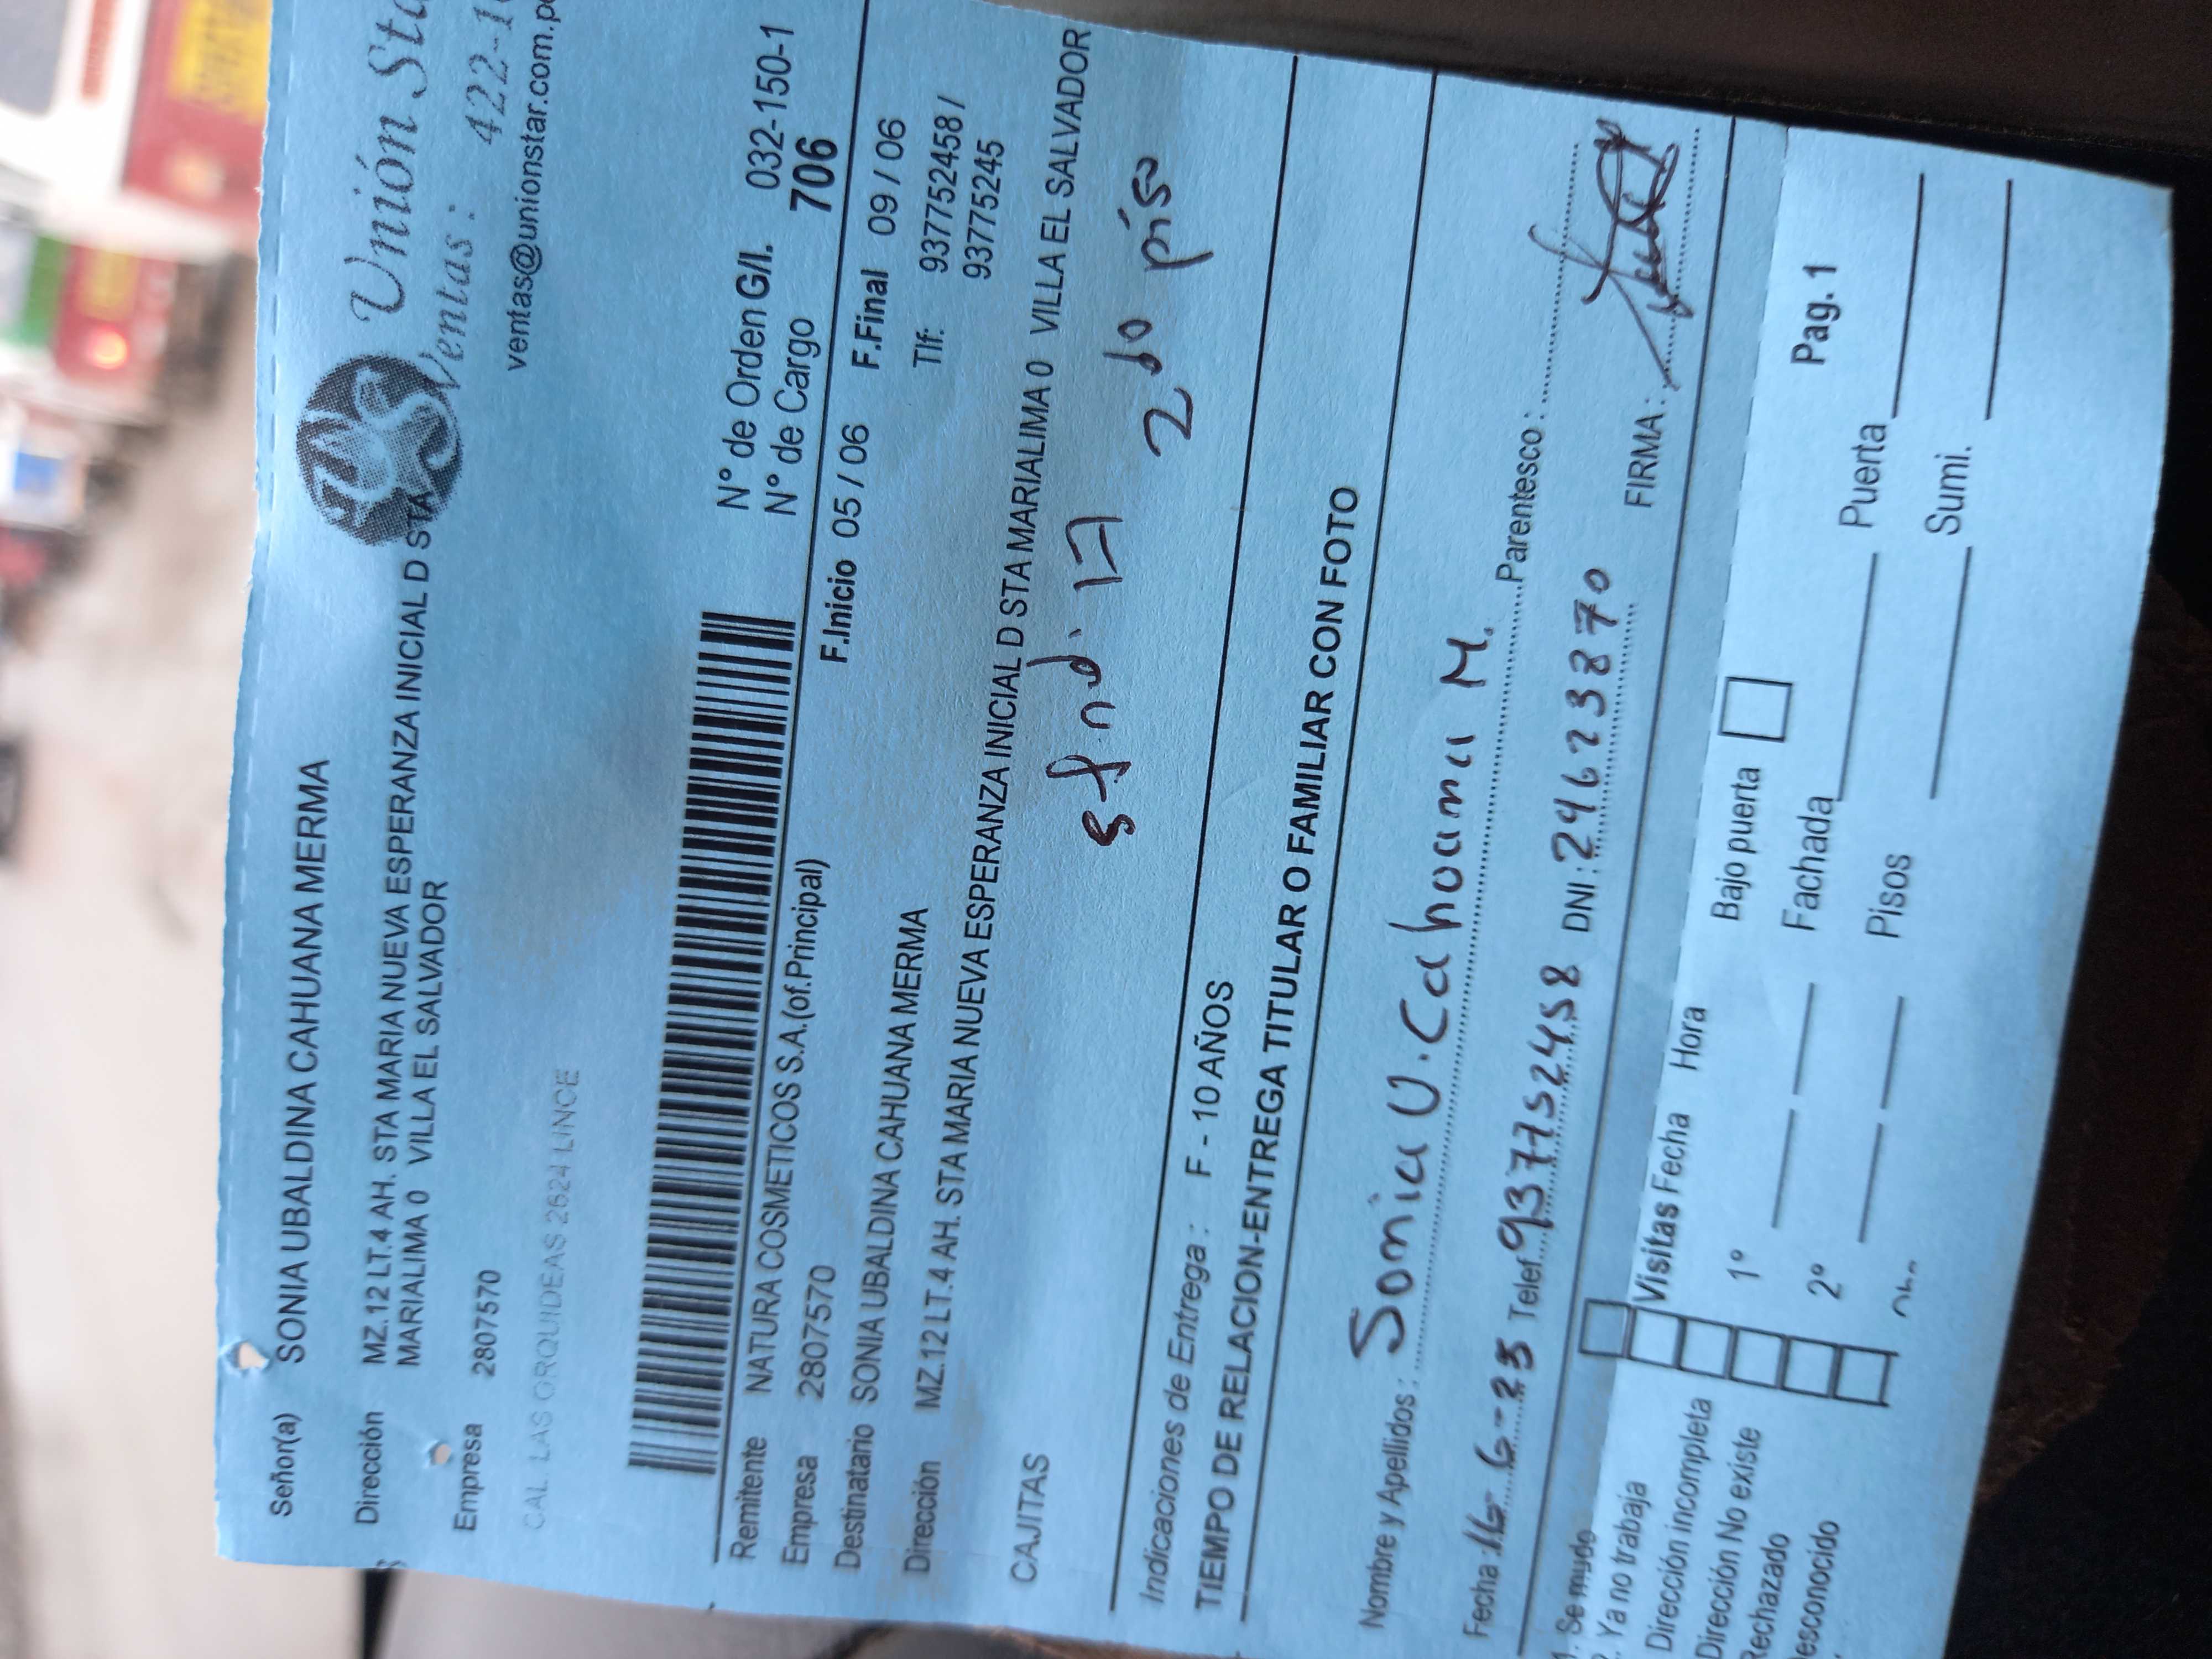 Señor(a) SONIA UBALDINA CAHUANA MERMA
Dirección MZ.12 LT.4 AH. STA MARIA NUEVA ESPERANZA INICIAL D STA
MARIALIMA 0 VILLA EL SALVADOR
Empresa 2807570
CAL. LAS ORQUIDEAS 2624 LINCE
Unión
Ventas: 422-1
ventas@unionstar.com.p
N° de Orden G/I. 032-150-1
N° de Cargo 706
Remitente NATURA COSMETICOS S.A.(of.Principal)
Empresa 2807570 F.Inicio 05 / 06 F.Final 09 / 06
Destinatario SONIA UBALDINA CAHUANA MERMA Tlf: 937752458 /
93775245
Dirección MZ.12 LT.4 AH. STA MARIA NUEVA ESPERANZA INICIAL D STA MARIALIMA 0 VILLA EL SALVADOR
CAJITAS
17 2do piso
Indicaciones de Entrega : F - 10 AÑOS
TIEMPO DE RELACION-ENTREGA TITULAR O FAMILIAR CON FOTO
Nombre y Apellidos : Sonia U. Cahuana M. Parentesco :
Fecha 16-6-23 Telef. 937752458 DNI: 24623870 FIRMA :
1. Se mudo
Ya no trabaja
Dirección incompleta
Dirección No existe
Rechazado
esconocido
Visitas Fecha Hora Bajo puerta
1° Fachada Puerta
2° Pisos Sumi.
Pag. 1